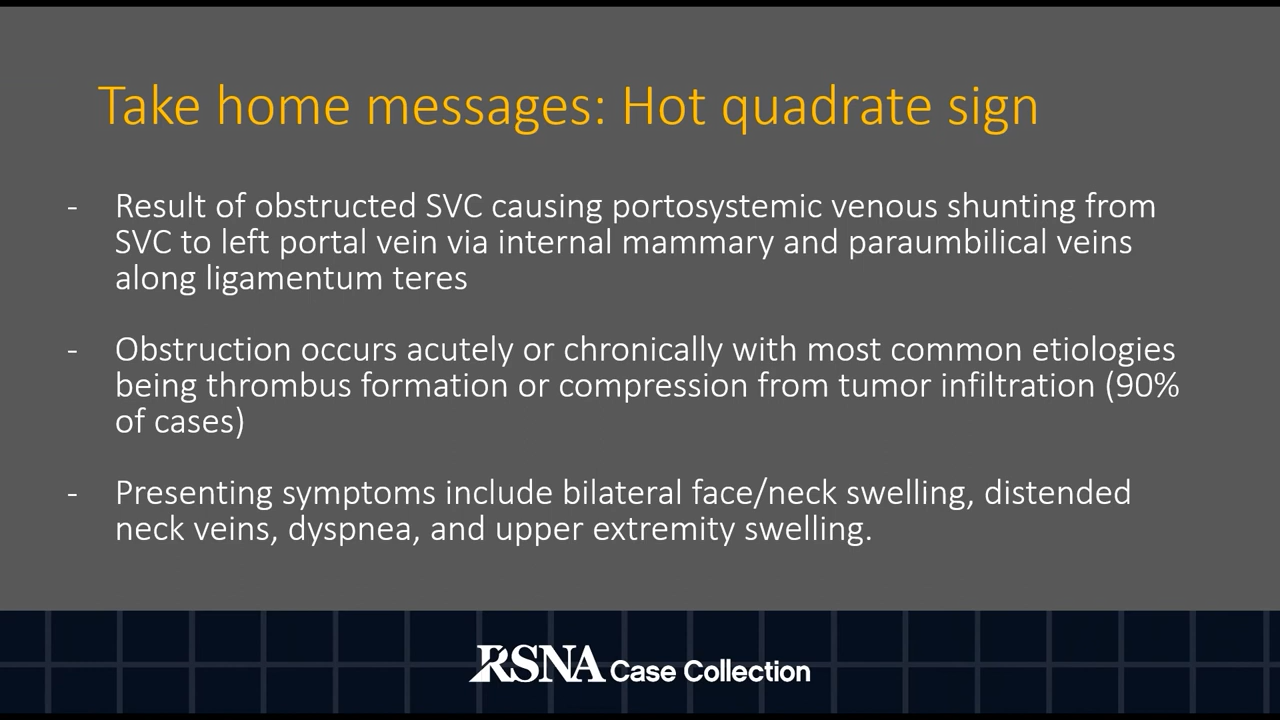 Take home messages: Hot quadrate sign
- Result of obstructed SVC causing portosystemic venous shunting from
SVC to left portal vein via internal mammary and paraumbilical veins
along ligamentum teres
- Obstruction occurs acutely or chronically with most common etiologies
being thrombus formation or compression from tumor infiltration (90%
of cases)
- Presenting symptoms include bilateral face/neck swelling, distended
neck veins, dyspnea, and upper extremity swelling.
RSNA Case Collection